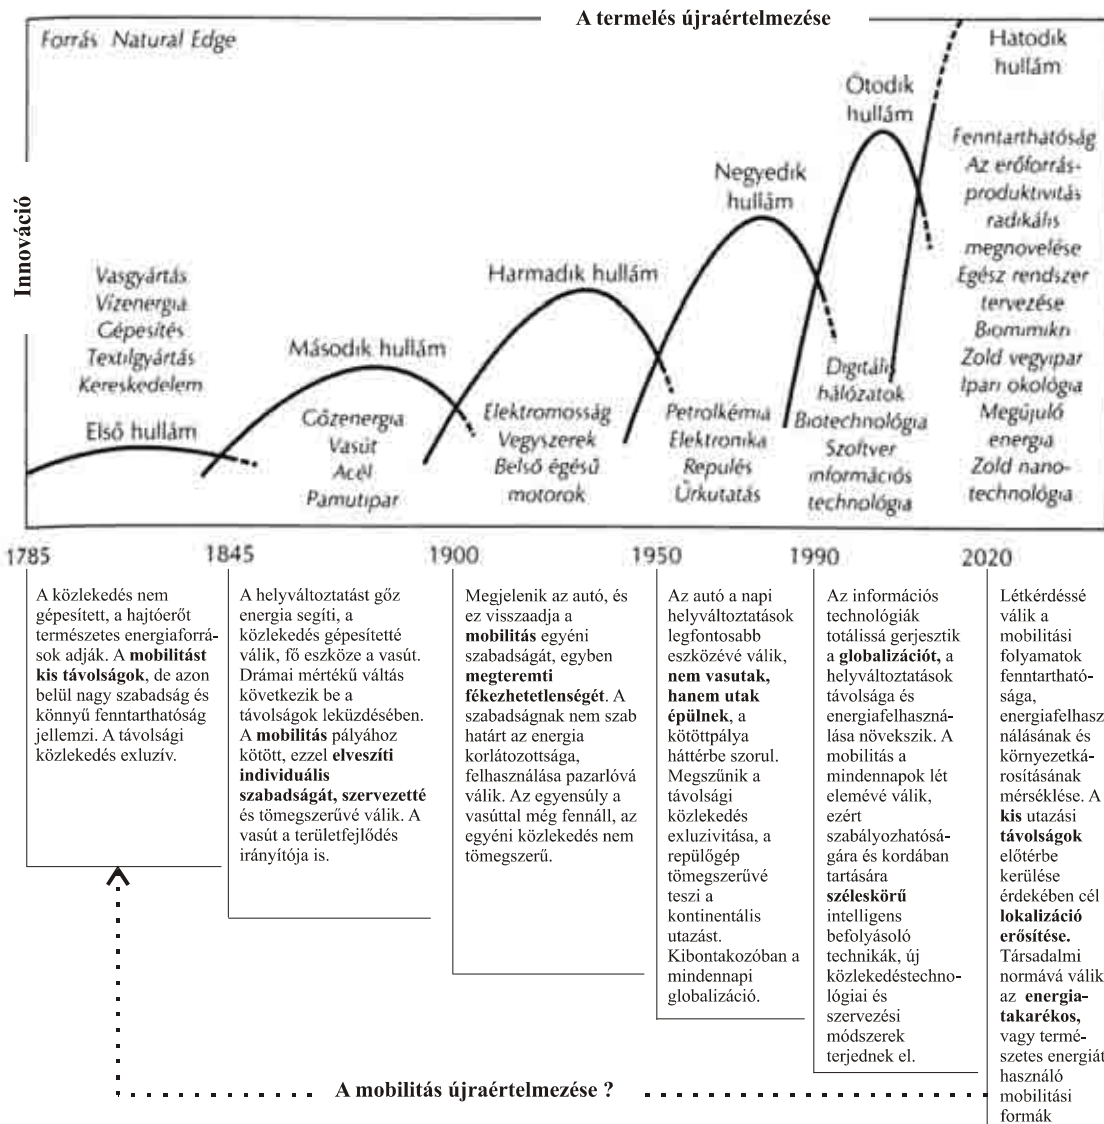 A termelés újraértelmezése
Forrás Natural Edge
Innováció
Vasgyártás
Vízenergia
Gépesítés
Textilgyártás
Kereskedelem
Első hullám
Második hullám
Gőzenergia
Vasút
Acél
Pamutipar
Harmadik hullám
Elektromosság
Vegyszerek
Belső égésű
motorok
Negyedik
hullám
Petrolkémia
Elektronika
Repulés
Űrkutatás
Ötodik
hullám
Digitális
hálózatok
Biotechnológia
Szoftver
információs
technológia
Hatodik
hullám
Fenntarthatóság
Az erőforrás-
produktivitás
radikális
megnovelése
Egész rendszer
tervezése
Biomimikri
Zold vegyipar
Ipari okológia
Megújuló
energia
Zold nano-
technológia
1785
1845
1900
1950
1990
2020
A közlekedés nem
gépesített, a hajtóerőt
természetes energiaforrá-
sok adják. A mobilitást
kis távolságok, de azon
belül nagy szabadság és
könnyű fenntarthatóság
jellemzi. A távolsági
közlekedés exluzív.
A helyváltoztatást gőz
energia segíti, a
közlekedés gépesítetté
válik, fő eszköze a vasút.
Drámai mértékű váltás
következik be a
távolságok leküzdésében.
A mobilitás pályához
kötött, ezzel elveszíti
individuális
szabadságát, szervezetté
és tömegszerűvé válik. A
vasút a területfejlődés
irányítója is.
Megjelenik az autó, és
ez visszaadja a
mobilitás egyéni
szabadságát, egyben
megteremti
fékezhetetlenségét. A
szabadságnak nem szab
határt az energia
korlátozottsága,
felhasználása pazarlóvá
válik. Az egyensúly a
vasúttal még fennáll, az
egyéni közlekedés nem
tömegszerű.
Az autó a napi
helyváltoztatások
legfontosabb
eszközévé válik,
nem vasutak,
hanem utak
épülnek, a
kötöttpálya
háttérbe szorul.
Megszűnik a
távolsági
közlekedés
exluzivitása, a
repülőgép
tömegszerűvé
teszi a
kontinentális
utazást.
Kibontakozóban a
mindennapi
globalizáció.
Az információs
technológiák
totálissá gerjesztik
a globalizációt, a
helyváltoztatások
távolsága és
energiafelhaszná-
lása növekszik. A
mobilitás a
mindennapok lét
elemévé válik,
ezért
szabályozhatósá-
gára és kordában
tartására
széleskörű
intelligens
befolyásoló
technikák, új
közlekedéstechno-
lógiai és
szervezési
módszerek
terjednek el.
Létkérdéssé
válik a
mobilitási
folyamatok
fenntartható-
sága,
energiafelhasz
nálásának és
környezetká-
rosításának
mérséklése. A
kis utazási
távolságok
előtérbe
kerülése
érdekében cél
lokalizáció
erősítése.
Társadalmi
normává válik
az energia-
takarékos,
vagy termé-
szetes energiát
használó
mobilitási
formák
A mobilitás újraértelmezése ?